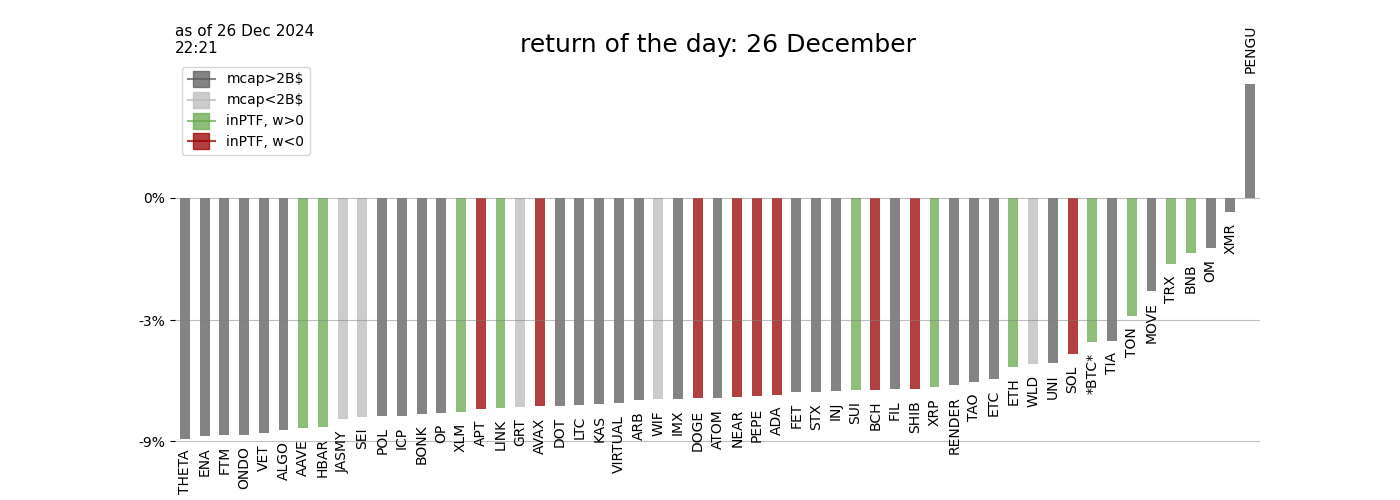 as of 26 Dec 2024
22:21
return of the day: 26 December
mcap>2B$
mcap<2B$
inPTF, w>0
inPTF, w<0
0%
-3%
-9%
THETA
ENA
FTM
ONDO
VET
ALGO
AAVE
HBAR
JASMY
SEI
POL
ICP
BONK
OP
XLM
APT
LINK
GRT
AVAX
DOT
LTC
KAS
VIRTUAL
ARB
WIF
IMX
DOGE
ATOM
NEAR
PEPE
ADA
FET
STX
INJ
SUI
BCH
FIL
SHIB
XRP
RENDER
TAO
ETC
ETH
WLD
UNI
SOL
*BTC*
TIA
TON
MOVE
TRX
BNB
OM
XMR
PENGU